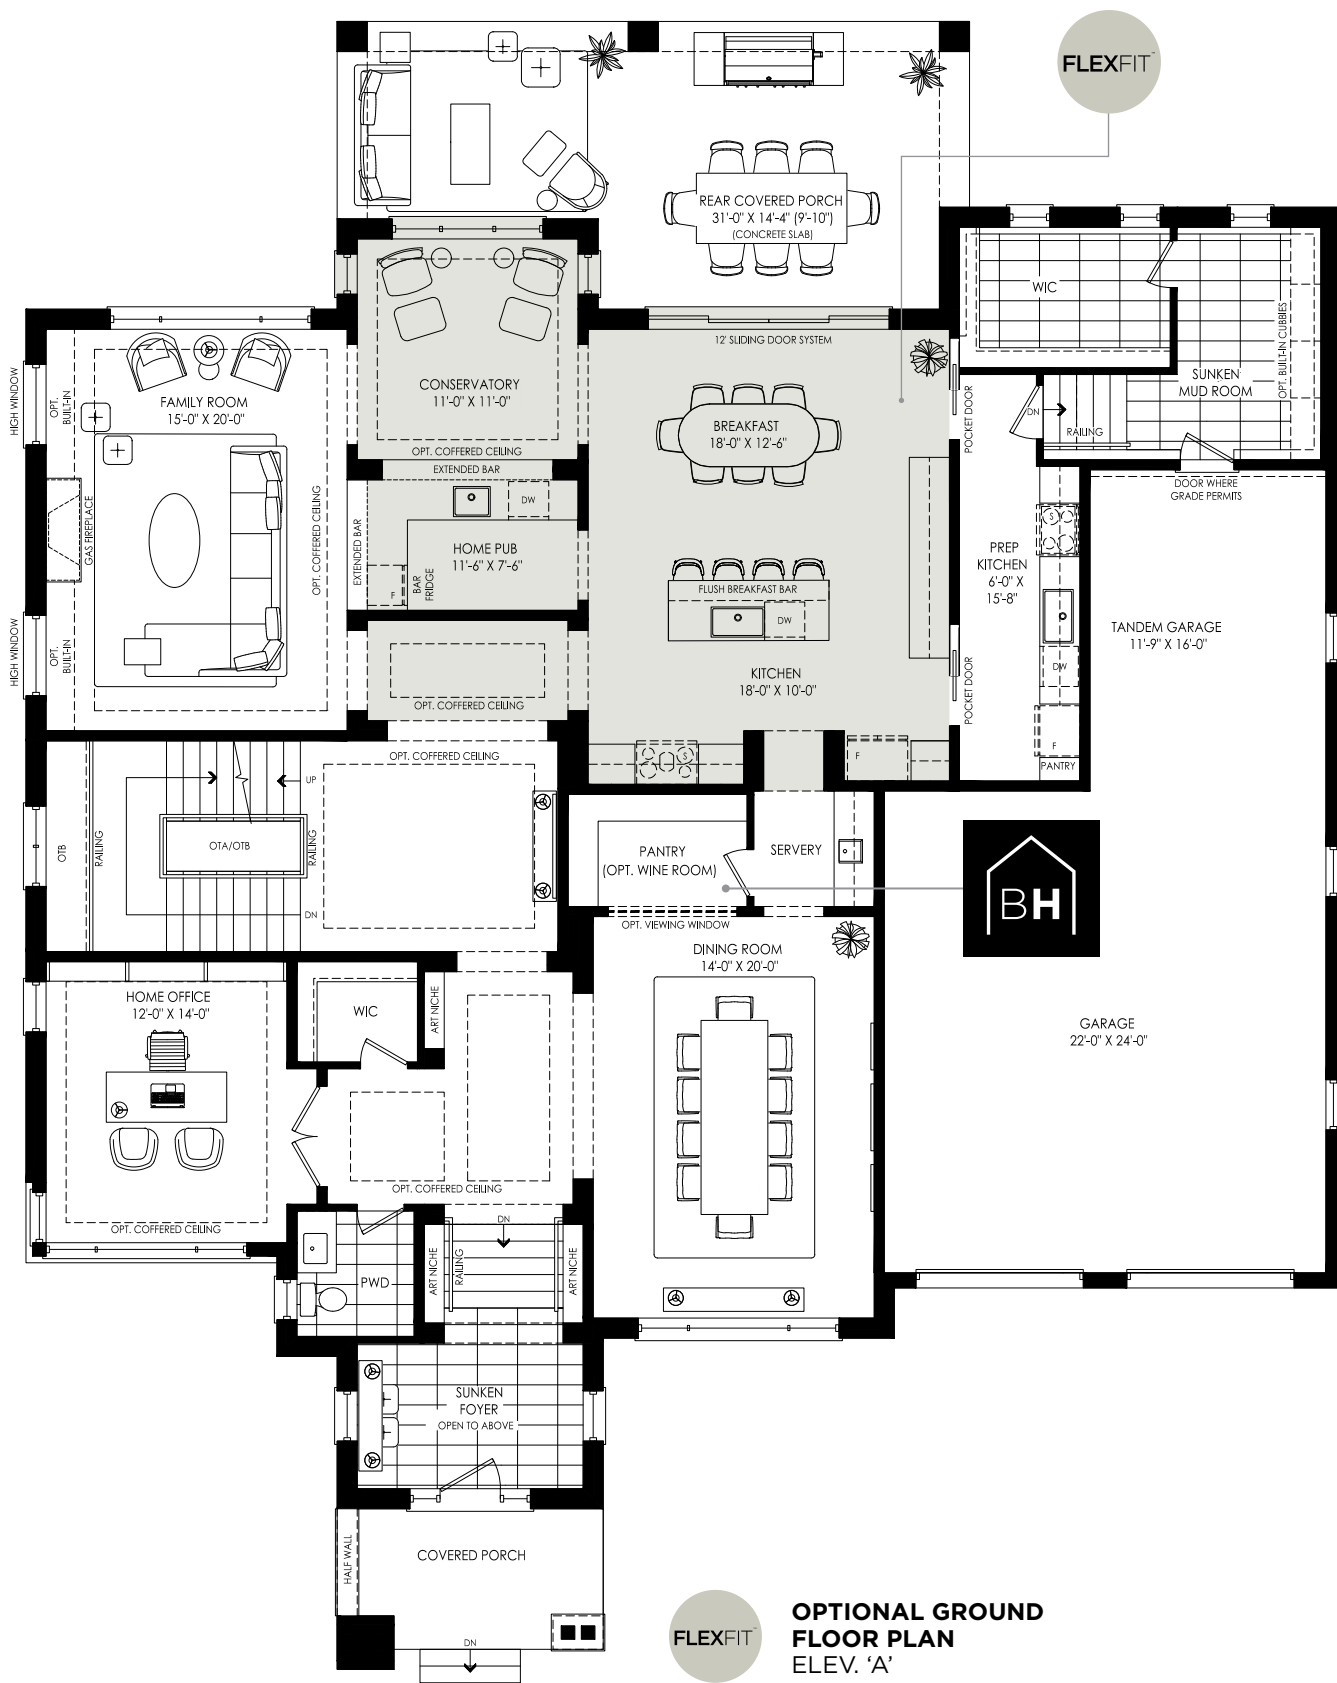 FLEXFIT™
REAR COVERED PORCH
31'-0" X 14'-4" (9'-10")
(CONCRETE SLAB)
WIC
12' SLIDING DOOR SYSTEM
OPT. BUILT-IN CUBBIES
SUNKEN
MUD ROOM
HIGH WINDOW
OPT.
BUILT-IN
FAMILY ROOM
15'-0" X 20'-0"
CONSERVATORY
11'-0" X 11'-0"
OPT. COFFERED CEILING
BREAKFAST
18'-0" X 12'-6"
POCKET DOOR
DN
RAILING
EXTENDED BAR
DW
DOOR WHERE
GRADE PERMITS
GAS FIREPLACE
OPT. COFFERED CEILING
EXTENDED BAR
HOME PUB
11'-6" X 7'-6"
F
BAR
FRIDGE
S
PREP
KITCHEN
6'-0" X
15'-8"
FLUSH BREAKFAST BAR
DW
HIGH WINDOW
OPT.
BUILT-IN
TANDEM GARAGE
11'-9" X 16'-0"
DW
KITCHEN
18'-0" X 10'-0"
POCKET DOOR
OPT. COFFERED CEILING
F
PANTRY
OPT. COFFERED CEILING
S
F
UP
OTB
RAILING
OTA/OTB
RAILING
DN
PANTRY
(OPT. WINE ROOM)
SERVERY
BH
OPT. VIEWING WINDOW
DINING ROOM
14'-0" X 20'-0"
HOME OFFICE
12'-0" X 14'-0"
WIC
ART NICHE
GARAGE
22'-0" X 24'-0"
OPT. COFFERED CEILING
OPT. COFFERED CEILING
DN
ART NICHE
RAILING
ART NICHE
PWD
SUNKEN
FOYER
OPEN TO ABOVE
HALF WALL
COVERED PORCH
DN
FLEXFIT™
OPTIONAL GROUND
FLOOR PLAN
ELEV. 'A'